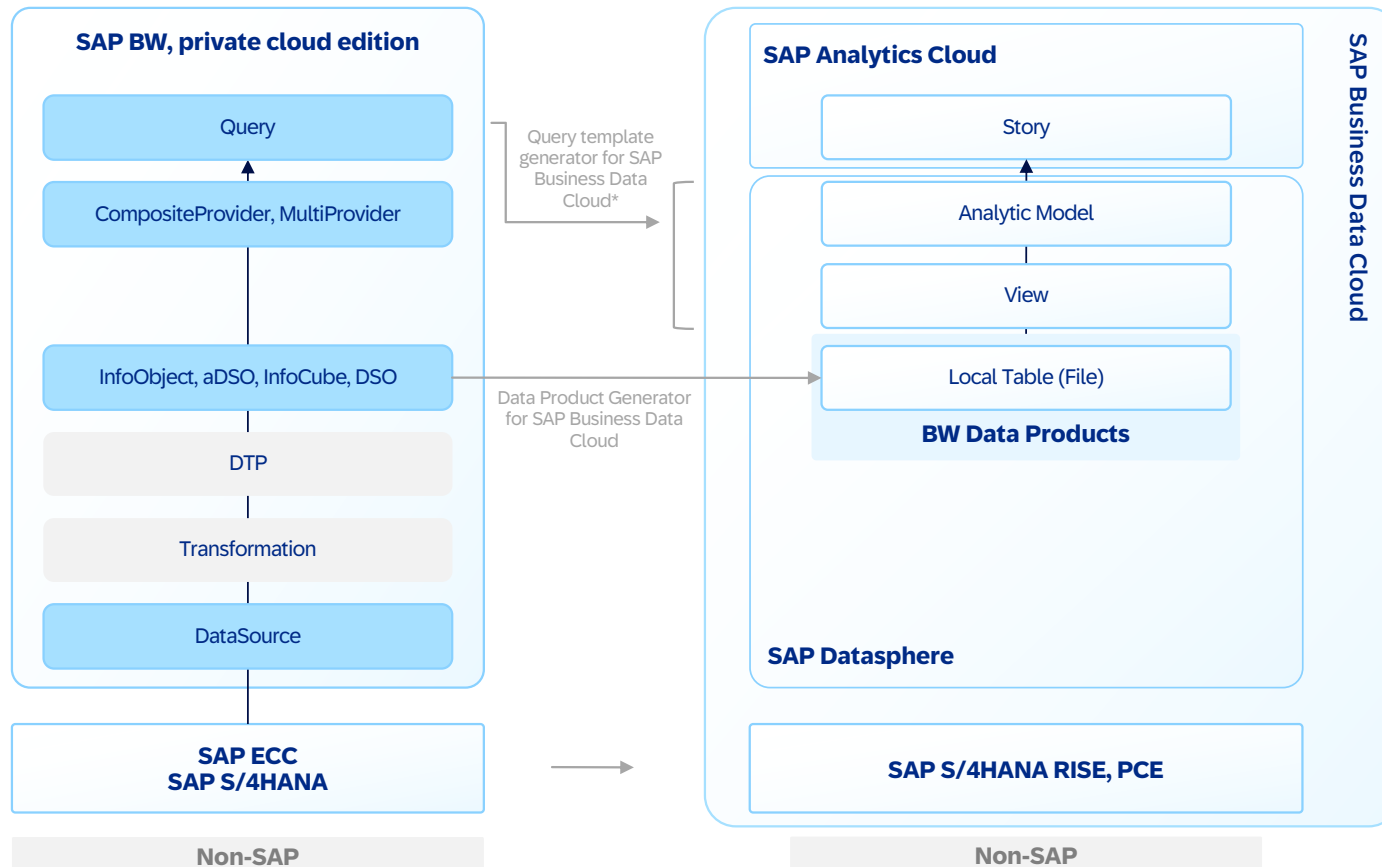 SAP BW, private cloud edition
Query
CompositeProvider, MultiProvider
InfoObject, aDSO, InfoCube, DSO
DTP
Transformation
DataSource
SAP ECC
SAP S/4HANA
Non-SAP
Query template
generator for SAP
Business Data
Cloud*
Data Product Generator
for SAP Business Data
Cloud
SAP Analytics Cloud
Story
Analytic Model
View
Local Table (File)
BW Data Products
SAP Datasphere
SAP S/4HANA RISE, PCE
Non-SAP
SAP Business Data Cloud